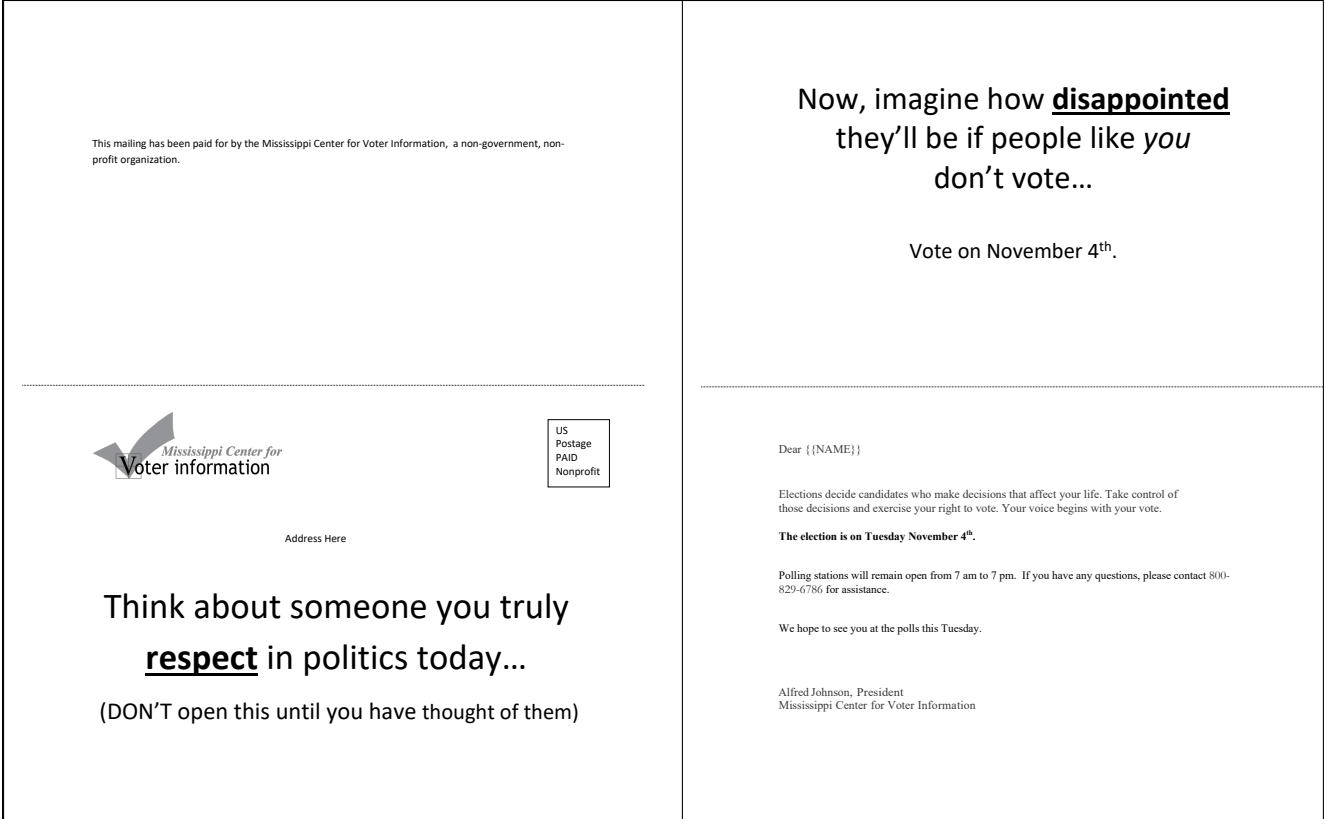 This mailing has been paid for by the Mississippi Center for Voter Information,  a non-government, non-
profit organization.
Mississippi Center for
Voter information
US
Postage
PAID
Nonprofit
Address Here
Think about someone you truly
respect in politics today…
(DON’T open this until you have thought of them)
Now, imagine how disappointed
they’ll be if people like you
don’t vote…
Vote on November 4th.
Dear {{NAME}}
Elections decide candidates who make decisions that affect your life. Take control of
those decisions and exercise your right to vote. Your voice begins with your vote.
The election is on Tuesday November 4th.
Polling stations will remain open from 7 am to 7 pm.  If you have any questions, please contact 800-
829-6786 for assistance.
We hope to see you at the polls this Tuesday.
Alfred Johnson, President
Mississippi Center for Voter Information